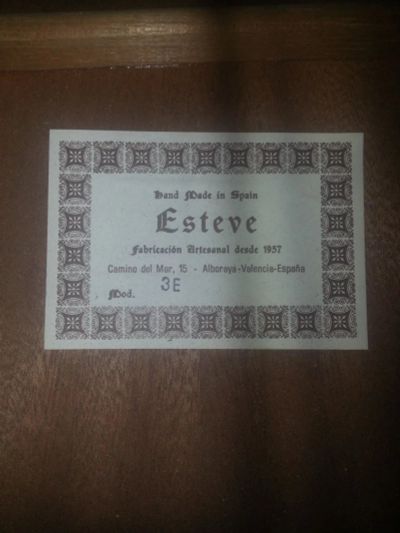 Hand Made in Spain
Esteve
Fabricación Artesanal desde 1957
Camino del Mar, 15 - Alboraya-Valencia-España
Mod. 3E